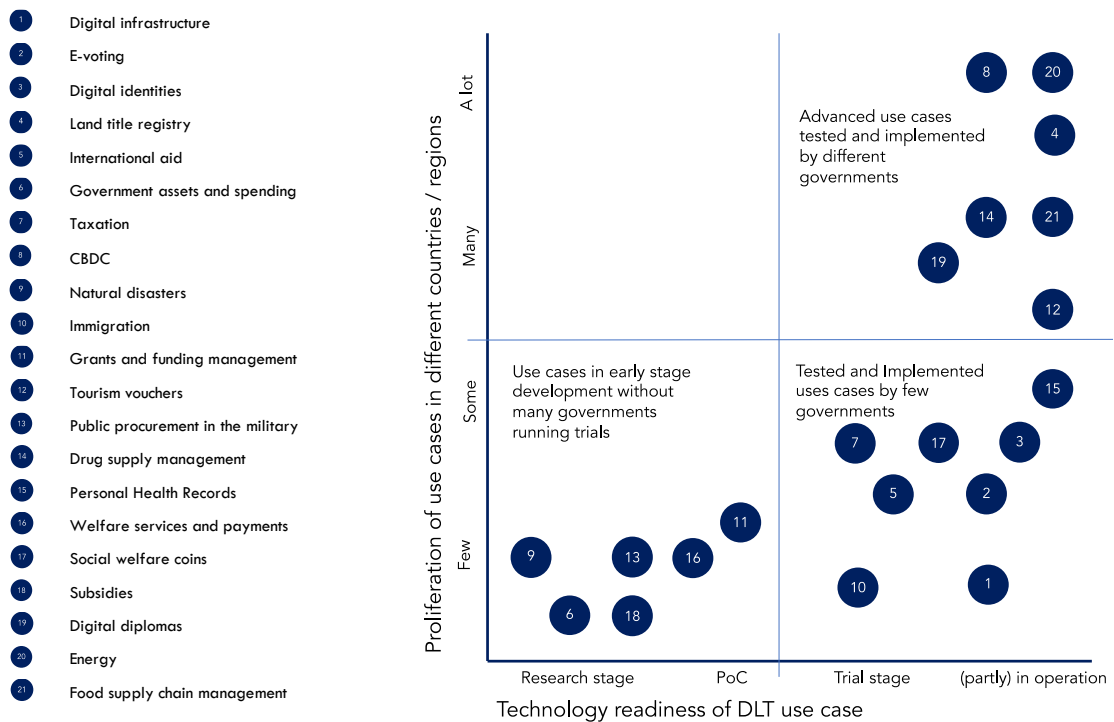 1 Digital infrastructure
2 E-voting
3 Digital identities
4 Land title registry
5 International aid
6 Government assets and spending
7 Taxation
8 CBDC
9 Natural disasters
10 Immigration
11 Grants and funding management
12 Tourism vouchers
13 Public procurement in the military
14 Drug supply management
15 Personal Health Records
16 Welfare services and payments
17 Social welfare coins
18 Subsidies
19 Digital diplomas
20 Energy
21 Food supply chain management
Proliferation of use cases in different countries / regions
A lot
Many
Some
Few
8
20
Advanced use cases
tested and implemented
by different
governments
4
14
21
19
12
Use cases in early stage
development without
many governments
running trials
Tested and Implemented
uses cases by few
governments
15
7
17
3
5
2
11
9
13
16
10
1
6
18
Research stage
PoC
Trial stage
(partly) in operation
Technology readiness of DLT use case